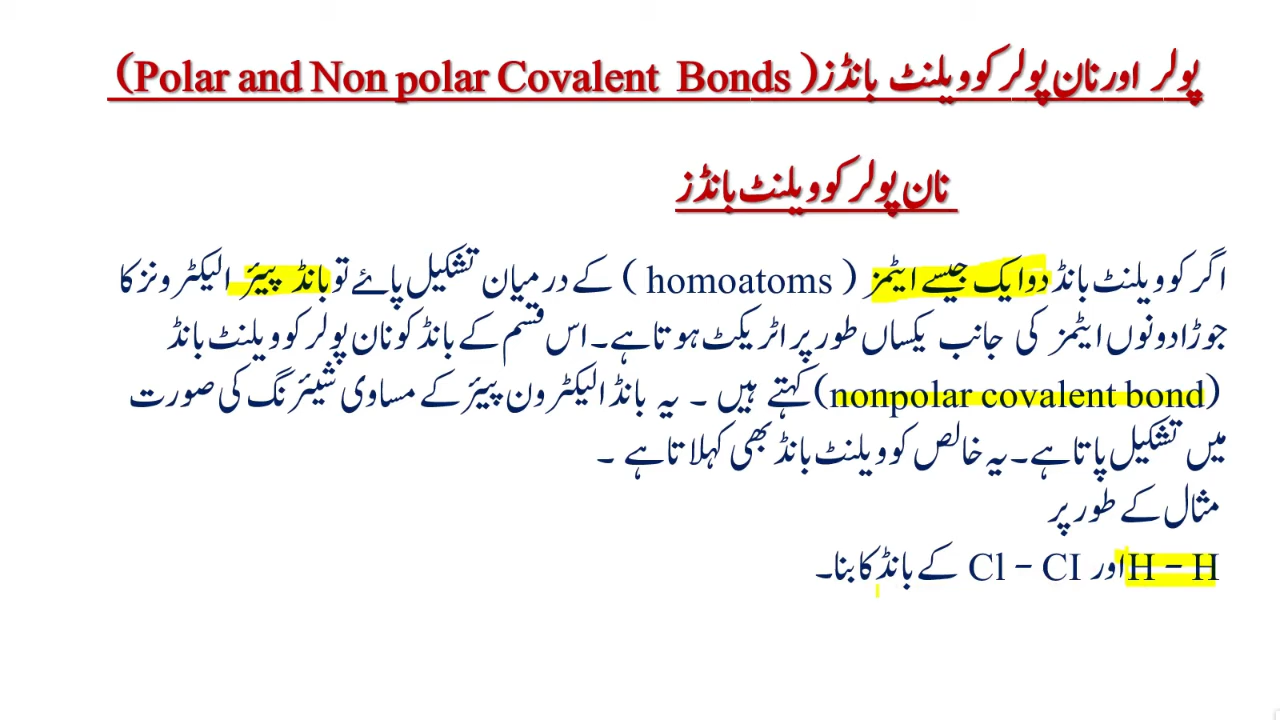 پولر اور نان پولر کوویلنٹ بانڈز( Polar and Non polar Covalent Bonds)
نان پولر کوویلنٹ بانڈز
اگر کوویلنٹ بانڈ دو ایک جیسے ایٹمز ( homoatoms ) کے درمیان تشکیل پائے تو بانڈ پیئر الیکٹرونز کا
جوڑا دونوں ایٹمز کی جانب یکساں طور پر اٹریکٹ ہوتا ہے۔ اس قسم کے بانڈ کو نان پولر کوویلنٹ بانڈ
(nonpolar covalent bond) کہتے ہیں ۔ یہ بانڈ الیکٹرون پیئر کے مساوی شیئرنگ کی صورت
میں تشکیل پاتا ہے۔ یہ خالص کوویلنٹ بانڈ بھی کہلاتا ہے ۔
مثال کے طور پر
H – H اور Cl – CI کے بانڈ کا بننا۔